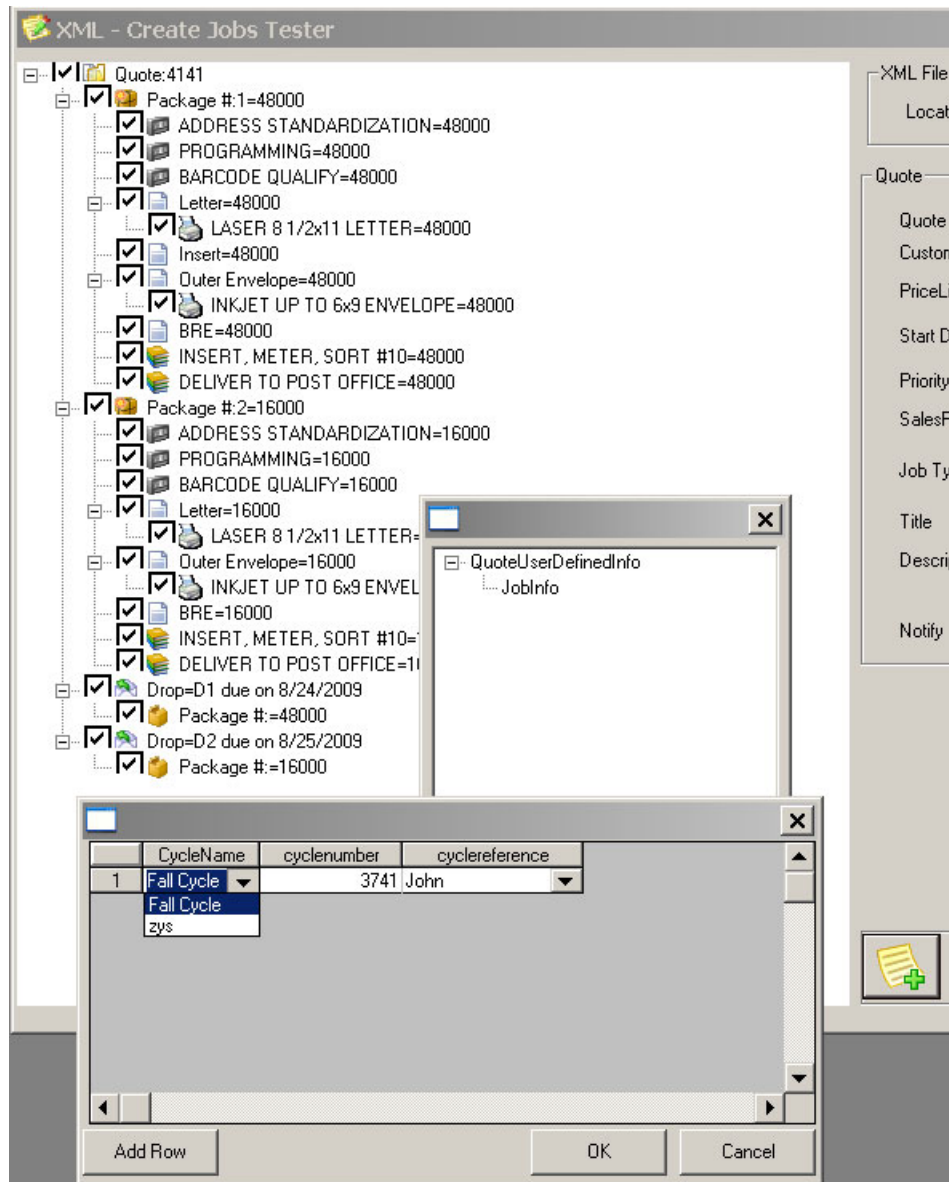 XML - Create Jobs Tester
Quote:4141
Package #:1=48000
ADDRESS STANDARDIZATION=48000
PROGRAMMING=48000
BARCODE QUALIFY=48000
Letter=48000
LASER 8 1/2x11 LETTER=48000
Insert=48000
Outer Envelope=48000
INKJET UP TO 6x9 ENVELOPE=48000
BRE=48000
INSERT, METER, SORT #10=48000
DELIVER TO POST OFFICE=48000
Package #:2=16000
ADDRESS STANDARDIZATION=16000
PROGRAMMING=16000
BARCODE QUALIFY=16000
Letter=16000
LASER 8 1/2x11 LETTER=
Outer Envelope=16000
INKJET UP TO 6x9 ENVEL
BRE=16000
INSERT, METER, SORT #10=
DELIVER TO POST OFFICE=1
Drop=D1 due on 8/24/2009
Package #:=48000
Drop=D2 due on 8/25/2009
Package #:=16000
XML File
Locat
Quote
Quote
Custom
PriceLi
Start D
Priority
SalesP
Job Ty
Title
Descri
Notify
QuoteUserDefinedInfo
JobInfo
CycleName cyclenumber cyclereference
1 Fall Cycle 3741 John
Fall Cycle
zys
Add Row OK Cancel